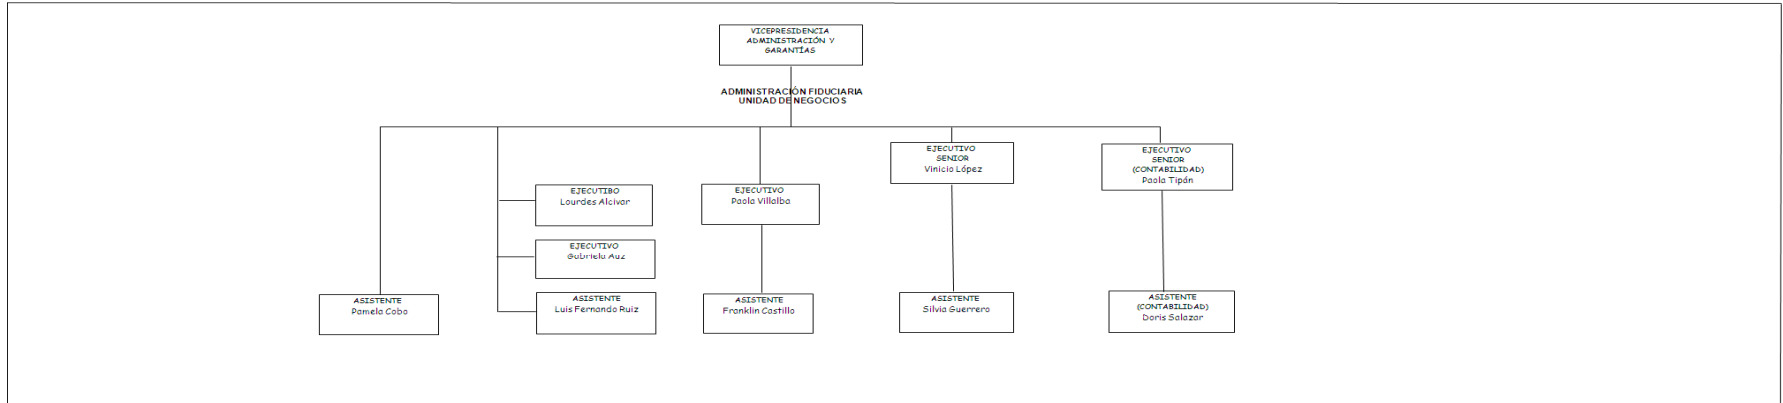 VICEPRESIDENCIA
ADMINISTRACIÓN Y
GARANTÍAS
ADMINISTRACIÓN FIDUCIARIA
UNIDAD DE NEGOCIOS
EJECUTIVO
SENIOR
Vinicio López
EJECUTIVO
SENIOR
(CONTABILIDAD)
Paola Tipán
EJECUTIBO
Lourdes Alcivar
EJECUTIVO
Paola Villalba
EJECUTIVO
Gabriela Auz
ASISTENTE
Pamela Cobo
ASISTENTE
Luis Fernando Ruiz
ASISTENTE
Franklin Castillo
ASISTENTE
Silvia Guerrero
ASISTENTE
(CONTABILIDAD)
Doris Salazar